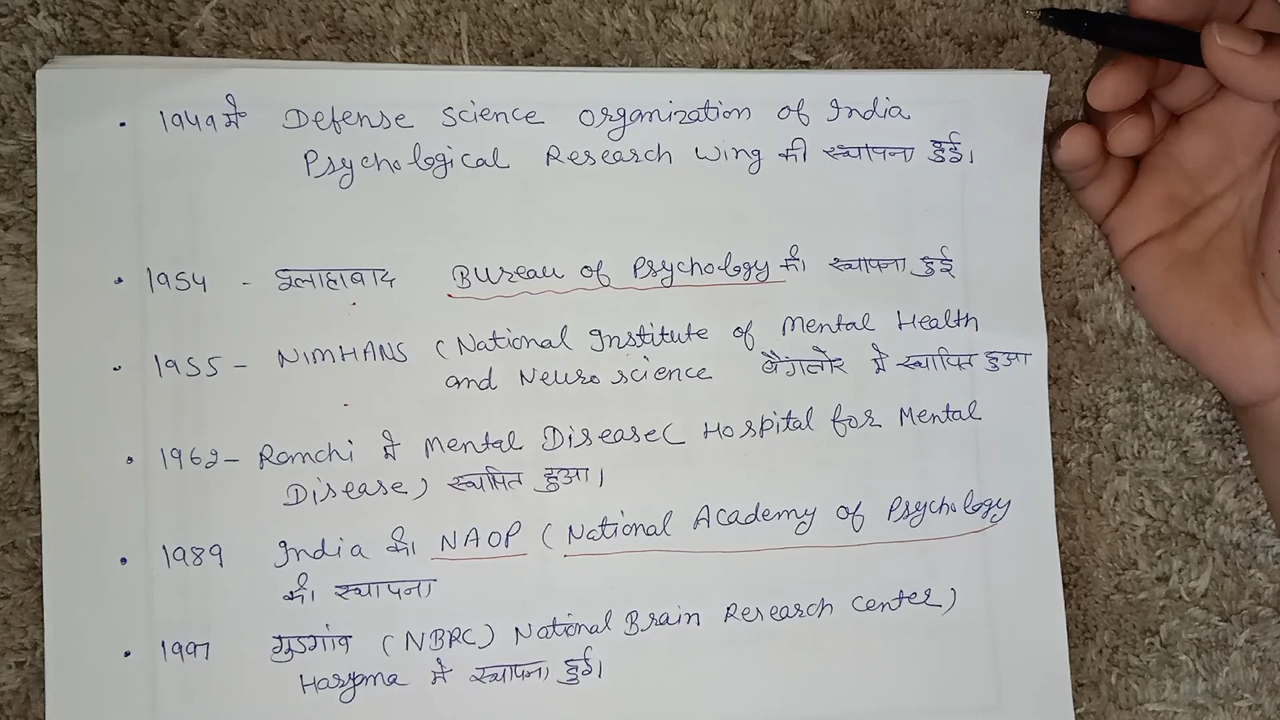 • 1949 में Defense Science Organization of India
Psychological Research Wing की स्थापना हुई।
• 1954 - इलाहाबाद Bureau of Psychology की स्थापना हुई
• 1955 - NIMHANS (National Institute of Mental Health
and Neuro science बैंगलोर में स्थापित हुआ
• 1962 - Ranchi में Mental Disease ( Hospital for Mental
Disease) स्थापित हुआ।
• 1989 India की NAOP (National Academy of Psychology
की स्थापना
• 1997 गुडगांव (NBRC) National Brain Research Center)
Haryana में स्थापना हुई।